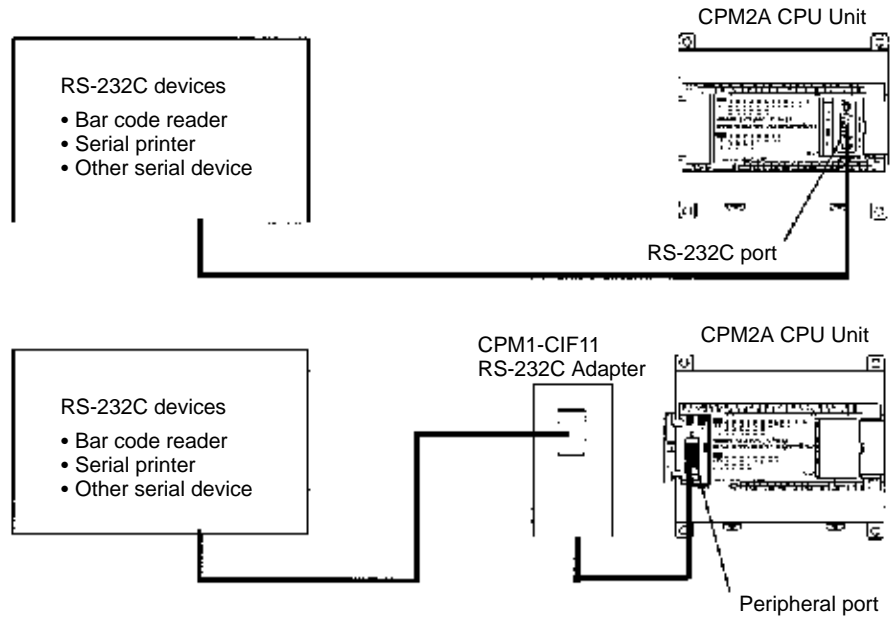 CPM2A CPU Unit
RS-232C devices
• Bar code reader
• Serial printer
• Other serial device
RS-232C port
CPM2A CPU Unit
CPM1-CIF11
RS-232C Adapter
RS-232C devices
• Bar code reader
• Serial printer
• Other serial device
Peripheral port